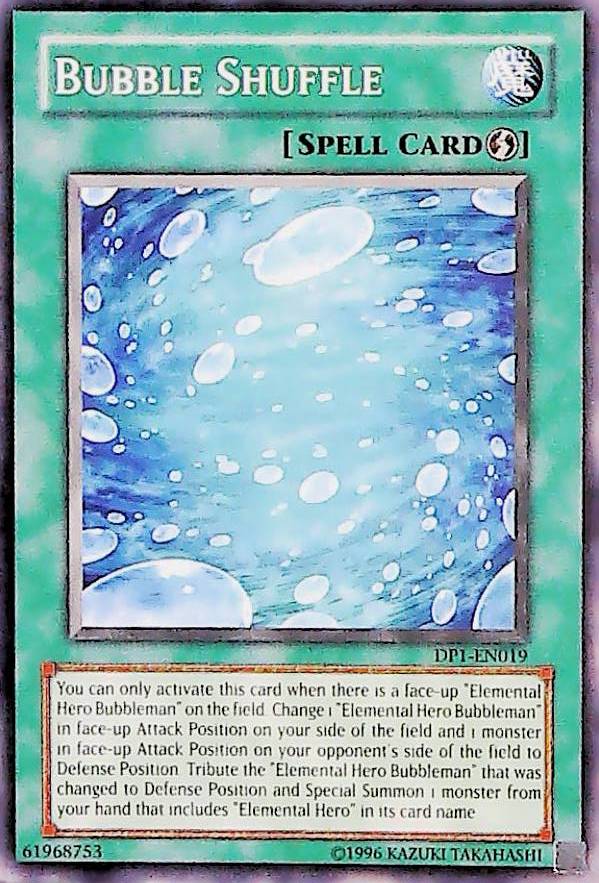 BUBBLE SHUFFLE
魔
[SPELL CARD]
DP1-EN019
You can only activate this card when there is a face-up "Elemental
Hero Bubbleman" on the field. Change 1 "Elemental Hero Bubbleman"
in face-up Attack Position on your side of the field and 1 monster
in face-up Attack Position on your opponent's side of the field to
Defense Position. Tribute the "Elemental Hero Bubbleman" that was
changed to Defense Position and Special Summon 1 monster from
your hand that includes "Elemental Hero" in its card name
61968753
©1996 KAZUKI TAKAHASHI